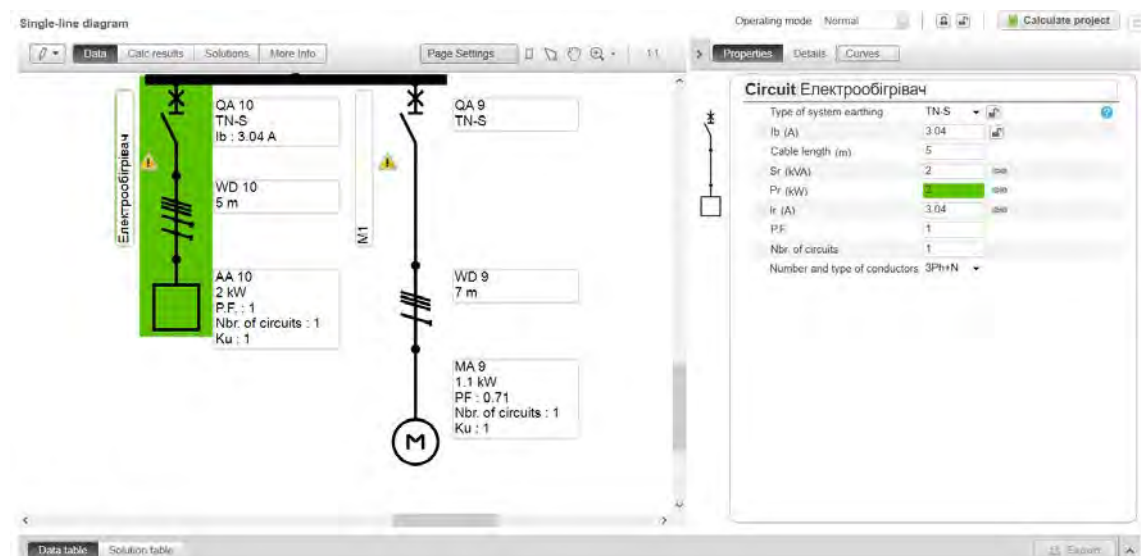 Single-line diagram
Operating mode Normal
Calculate project
Data Calc results Solutions More Info
Page Settings
1:1
Properties Details Curves
Електрообігрівач
QA 10
TN-S
Ib : 3.04 A
WD 10
5 m
AA 10
2 kW
P.F. : 1
Nbr. of circuits : 1
Ku : 1
M1
QA 9
TN-S
WD 9
7 m
MA 9
1.1 kW
PF : 0.71
Nbr. of circuits : 1
Ku : 1
M
Circuit Електрообігрівач
Type of system earthing TN-S
Ib (A) 3.04
Cable length (m) 5
Sr (kVA) 2
Pr (kW) 2
Ir (A) 3.04
P.F. 1
Nbr. of circuits 1
Number and type of conductors 3Ph+N
Data table Solution table
Export